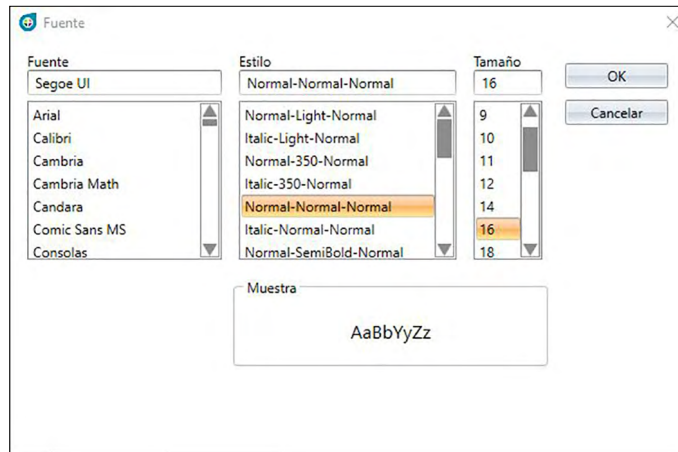 Fuente
Fuente
Segoe UI
Arial
Calibri
Cambria
Cambria Math
Candara
Comic Sans MS
Consolas
Estilo
Normal-Normal-Normal
Normal-Light-Normal
Italic-Light-Normal
Normal-350-Normal
Italic-350-Normal
Normal-Normal-Normal
Italic-Normal-Normal
Normal-SemiBold-Normal
Tamaño
16
9
10
11
12
14
16
18
OK
Cancelar
Muestra
AaBbYyZz